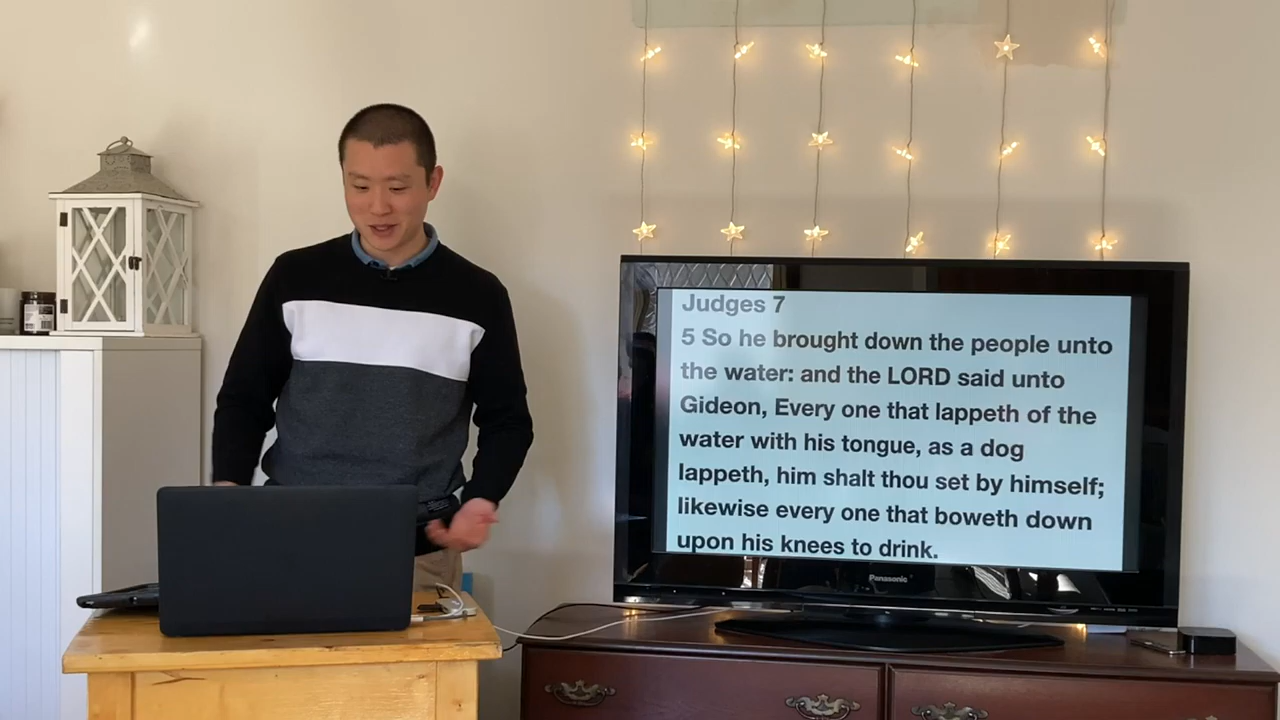 Judges 7
5 So he brought down the people unto
the water: and the LORD said unto
Gideon, Every one that lappeth of the
water with his tongue, as a dog
lappeth, him shalt thou set by himself;
likewise every one that boweth down
upon his knees to drink.
Panasonic